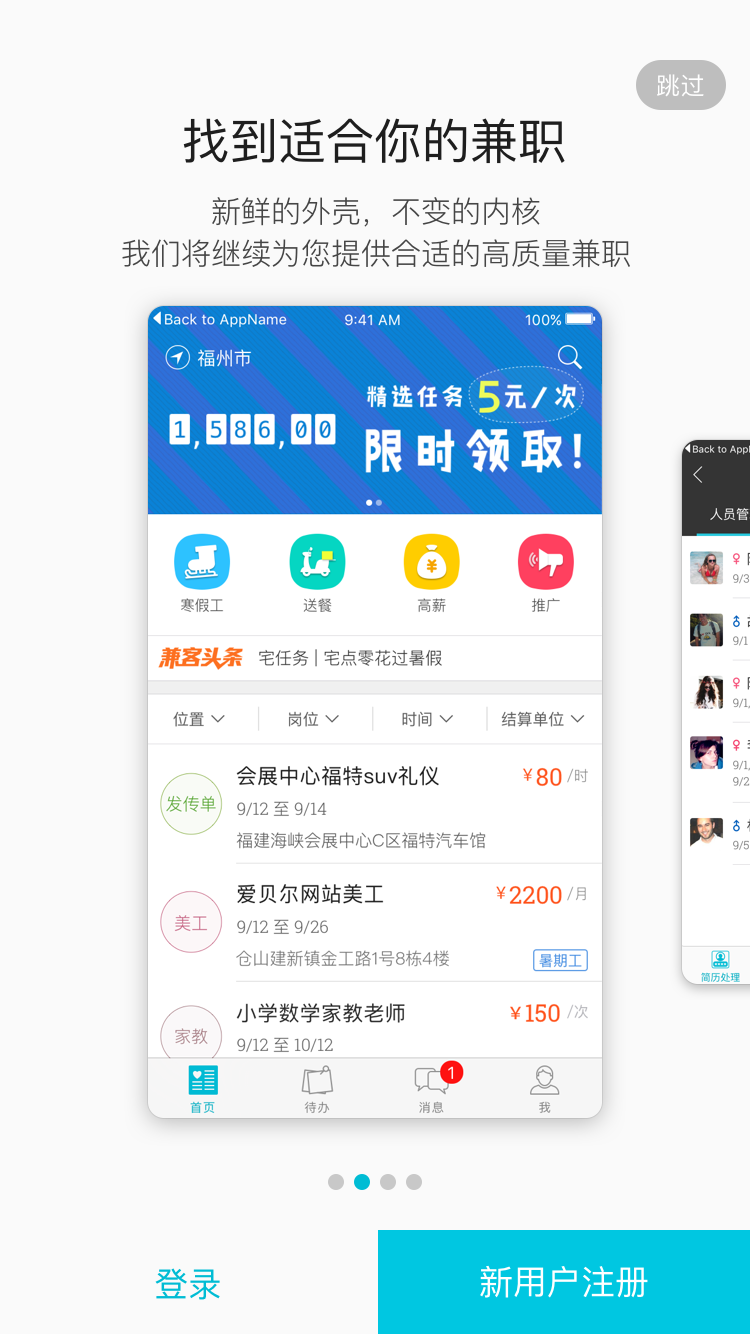 跳过
找到适合你的兼职
新鲜的外壳，不变的内核
我们将继续为您提供合适的高质量兼职
Back to AppName 9:41 AM 100%
福州市
精选任务5元/次
1,586,00
限时领取!
寒假工 送餐 高薪 推广
兼客头条 宅任务 | 宅点零花过暑假
位置 岗位 时间 结算单位
发传单
会展中心福特suv礼仪 ¥80/时
9/12 至 9/14
福建海峡会展中心C区福特汽车馆
美工
爱贝尔网站美工 ¥2200/月
9/12 至 9/26
仓山建新镇金工路1号8栋4楼 暑期工
家教
小学数学家教老师 ¥150/次
9/12 至 10/12
首页 待办 消息 1 我
Back to App
人员管
9/3
9/1
9/1,
9/1,
9/2
9/5
简历处理
登录 新用户注册